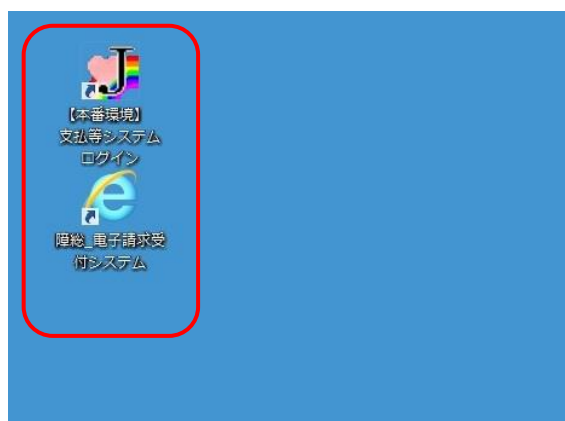 J
【本番環境】
支払等システム
ログイン
障総_電子請求受
付システム